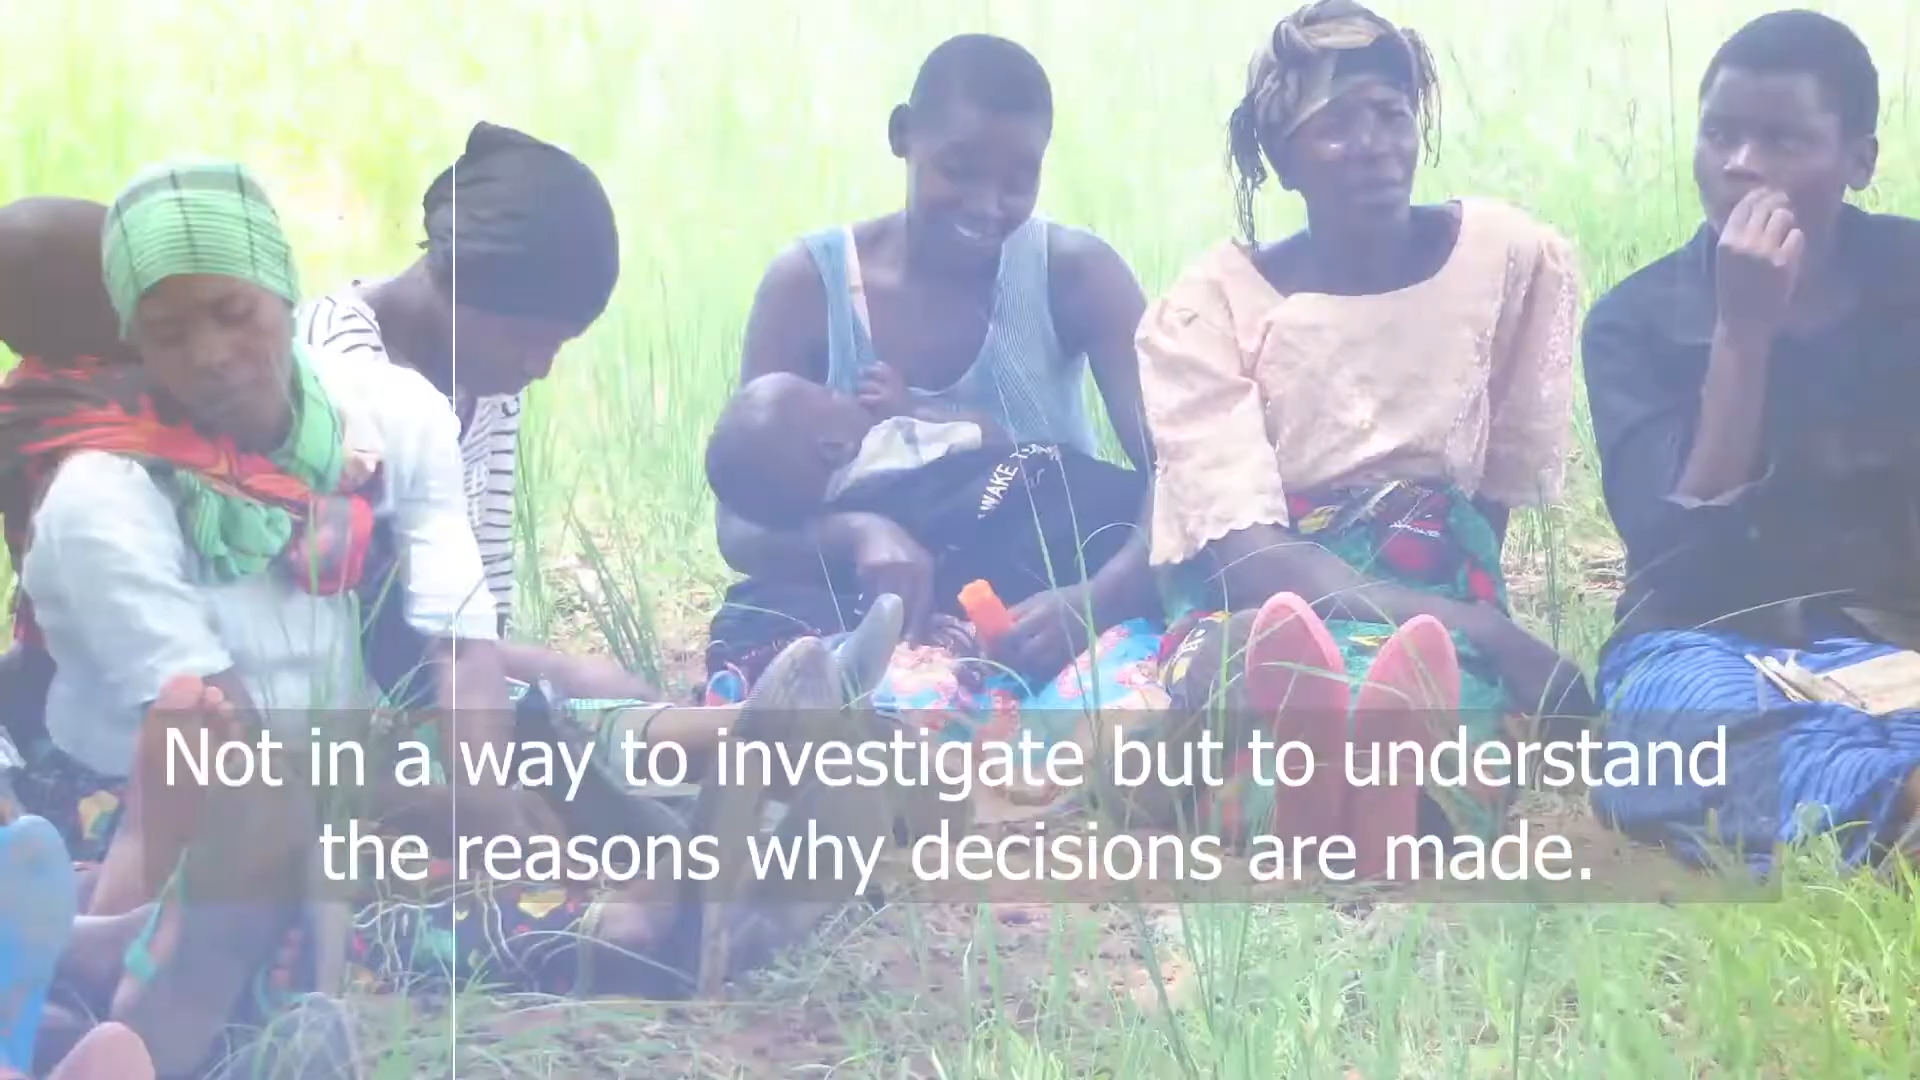 Not in a way to investigate but to understand
the reasons why decisions are made.